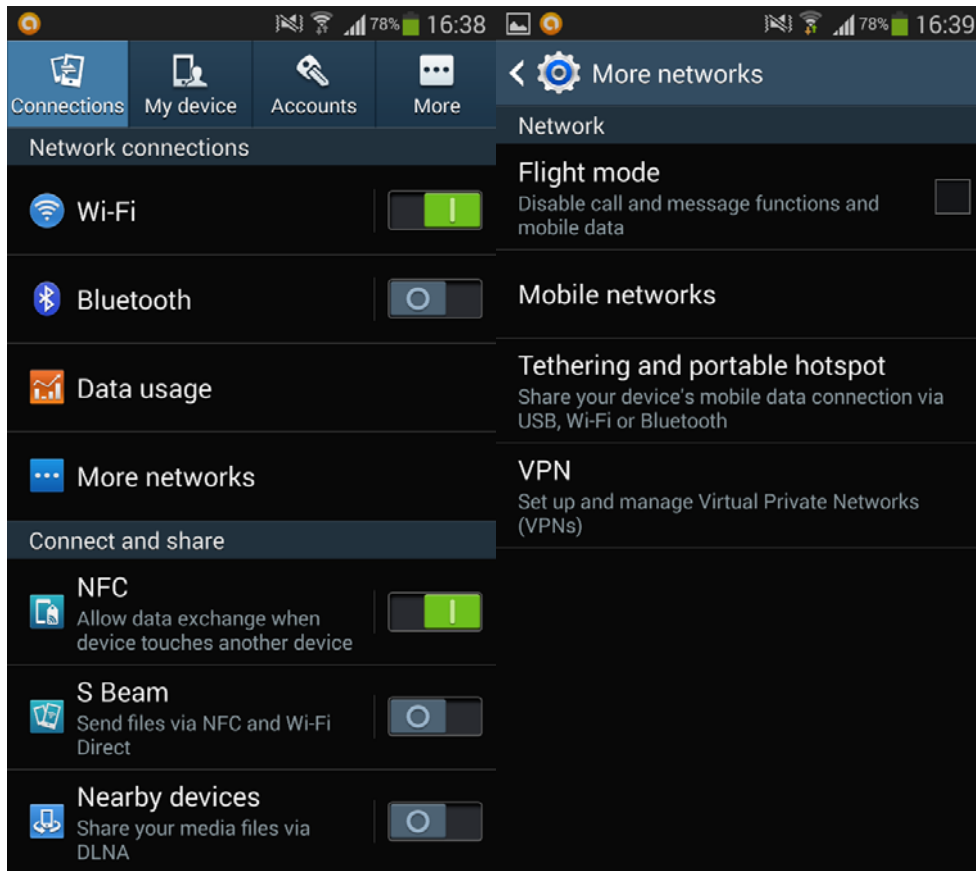 78% 16:38
Connections My device Accounts More
Network connections
Wi-Fi
Bluetooth
Data usage
More networks
Connect and share
NFC
Allow data exchange when
device touches another device
S Beam
Send files via NFC and Wi-Fi
Direct
Nearby devices
Share your media files via
DLNA
78% 16:39
More networks
Network
Flight mode
Disable call and message functions and
mobile data
Mobile networks
Tethering and portable hotspot
Share your device's mobile data connection via
USB, Wi-Fi or Bluetooth
VPN
Set up and manage Virtual Private Networks
(VPNs)